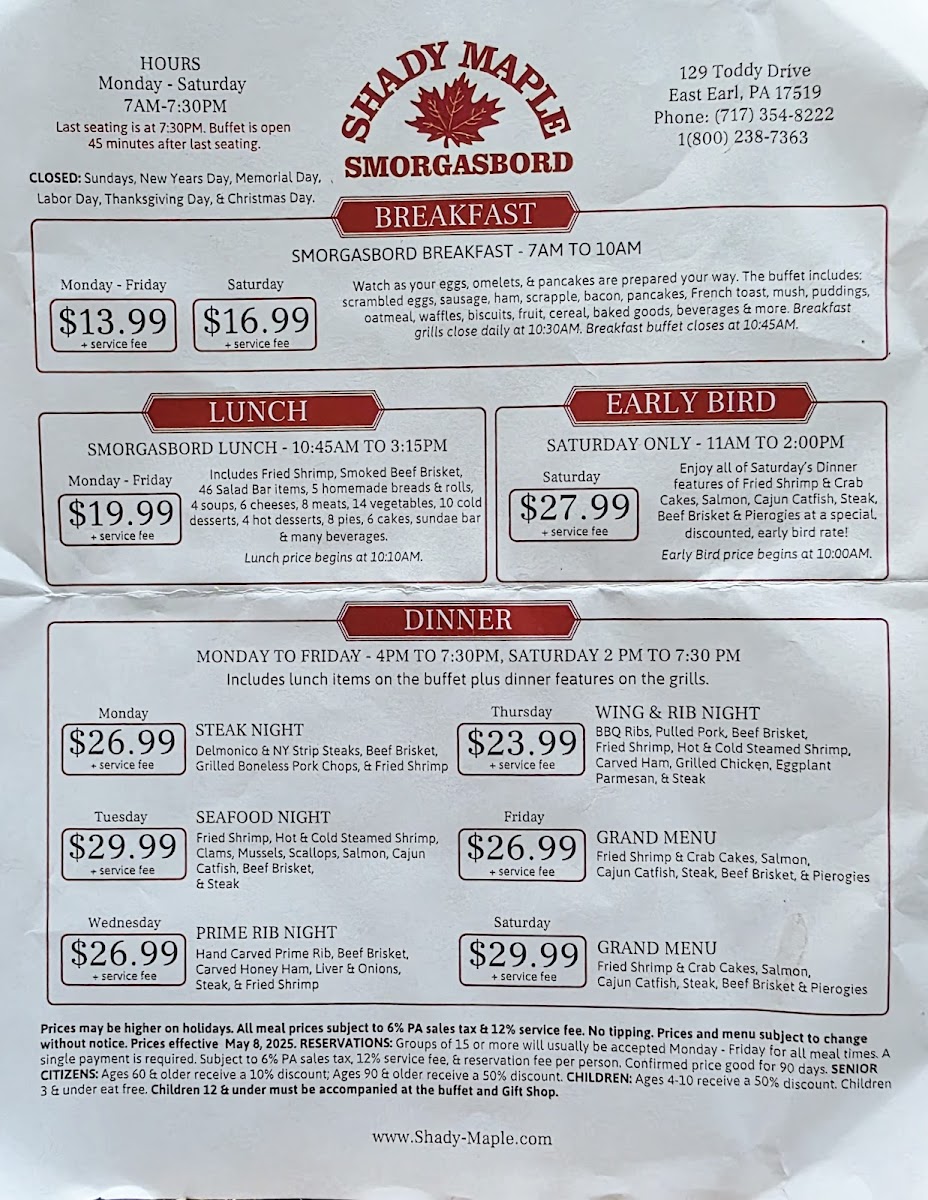 HOURS
Monday - Saturday
7AM-7:30PM
Last seating is at 7:30PM. Buffet is open
45 minutes after last seating.
CLOSED: Sundays, New Years Day, Memorial Day,
Labor Day, Thanksgiving Day, & Christmas Day.
SHADY MAPLE
SMORGASBORD
129 Toddy Drive
East Earl, PA 17519
Phone: (717) 354-8222
1(800) 238-7363
BREAKFAST
SMORGASBORD BREAKFAST - 7AM TO 10AM
Monday - Friday
$13.99
+ service fee
Saturday
$16.99
+ service fee
Watch as your eggs, omelets, & pancakes are prepared your way. The buffet includes:
scrambled eggs, sausage, ham, scrapple, bacon, pancakes, French toast, mush, puddings,
oatmeal, waffles, biscuits, fruit, cereal, baked goods, beverages & more. Breakfast
grills close daily at 10:30AM. Breakfast buffet closes at 10:45AM.
LUNCH
SMORGASBORD LUNCH - 10:45AM TO 3:15PM
Monday - Friday
$19.99
+ service fee
Includes Fried Shrimp, Smoked Beef Brisket,
46 Salad Bar items, 5 homemade breads & rolls,
4 soups, 6 cheeses, 8 meats, 14 vegetables, 10 cold
desserts, 4 hot desserts, 8 pies, 6 cakes, sundae bar
& many beverages.
Lunch price begins at 10:10AM.
EARLY BIRD
SATURDAY ONLY - 11AM TO 2:00PM
Saturday
$27.99
+ service fee
Enjoy all of Saturday's Dinner
features of Fried Shrimp & Crab
Cakes, Salmon, Cajun Catfish, Steak,
Beef Brisket & Pierogies at a special,
discounted, early bird rate!
Early Bird price begins at 10:00AM.
DINNER
MONDAY TO FRIDAY - 4PM TO 7:30PM, SATURDAY 2 PM TO 7:30 PM
Includes lunch items on the buffet plus dinner features on the grills.
Monday
$26.99
+ service fee
STEAK NIGHT
Delmonico & NY Strip Steaks, Beef Brisket,
Grilled Boneless Pork Chops, & Fried Shrimp
Tuesday
$29.99
+ service fee
SEAFOOD NIGHT
Fried Shrimp, Hot & Cold Steamed Shrimp,
Clams, Mussels, Scallops, Salmon, Cajun
Catfish, Beef Brisket,
& Steak
Wednesday
$26.99
+ service fee
PRIME RIB NIGHT
Hand Carved Prime Rib, Beef Brisket,
Carved Honey Ham, Liver & Onions,
Steak, & Fried Shrimp
Thursday
$23.99
+ service fee
WING & RIB NIGHT
BBQ Ribs, Pulled Pork, Beef Brisket,
Fried Shrimp, Hot & Cold Steamed Shrimp,
Carved Ham, Grilled Chicken, Eggplant
Parmesan, & Steak
Friday
$26.99
+ service fee
GRAND MENU
Fried Shrimp & Crab Cakes, Salmon,
Cajun Catfish, Steak, Beef Brisket, & Pierogies
Saturday
$29.99
+ service fee
GRAND MENU
Fried Shrimp & Crab Cakes, Salmon,
Cajun Catfish, Steak, Beef Brisket & Pierogies
Prices may be higher on holidays. All meal prices subject to 6% PA sales tax & 12% service fee. No tipping. Prices and menu subject to change
without notice. Prices effective May 8, 2025. RESERVATIONS: Groups of 15 or more will usually be accepted Monday - Friday for all meal times. A
single payment is required. Subject to 6% PA sales tax, 12% service fee, & reservation fee per person. Confirmed price good for 90 days. SENIOR
CITIZENS: Ages 60 & older receive a 10% discount; Ages 90 & older receive a 50% discount. CHILDREN: Ages 4-10 receive a 50% discount. Children
3 & under eat free. Children 12 & under must be accompanied at the buffet and Gift Shop.
www.Shady-Maple.com